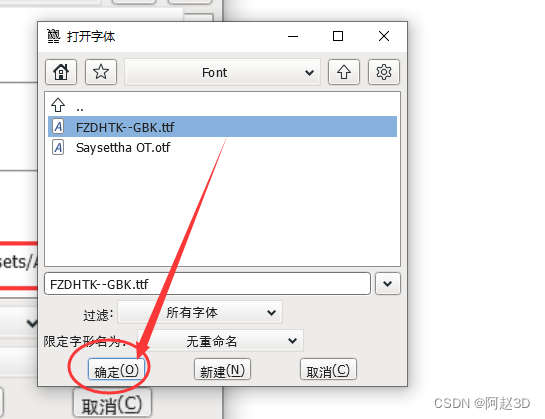 打开字体
Font
..
FZDHTK--GBK.ttf
Saysettha OT.otf
sets/A
FZDHTK--GBK.ttf
过滤: 所有字体
限定字形名为: 无重命名
确定(O) 新建(N) 取消(C)
取消(C)
CSDN @阿赵3D